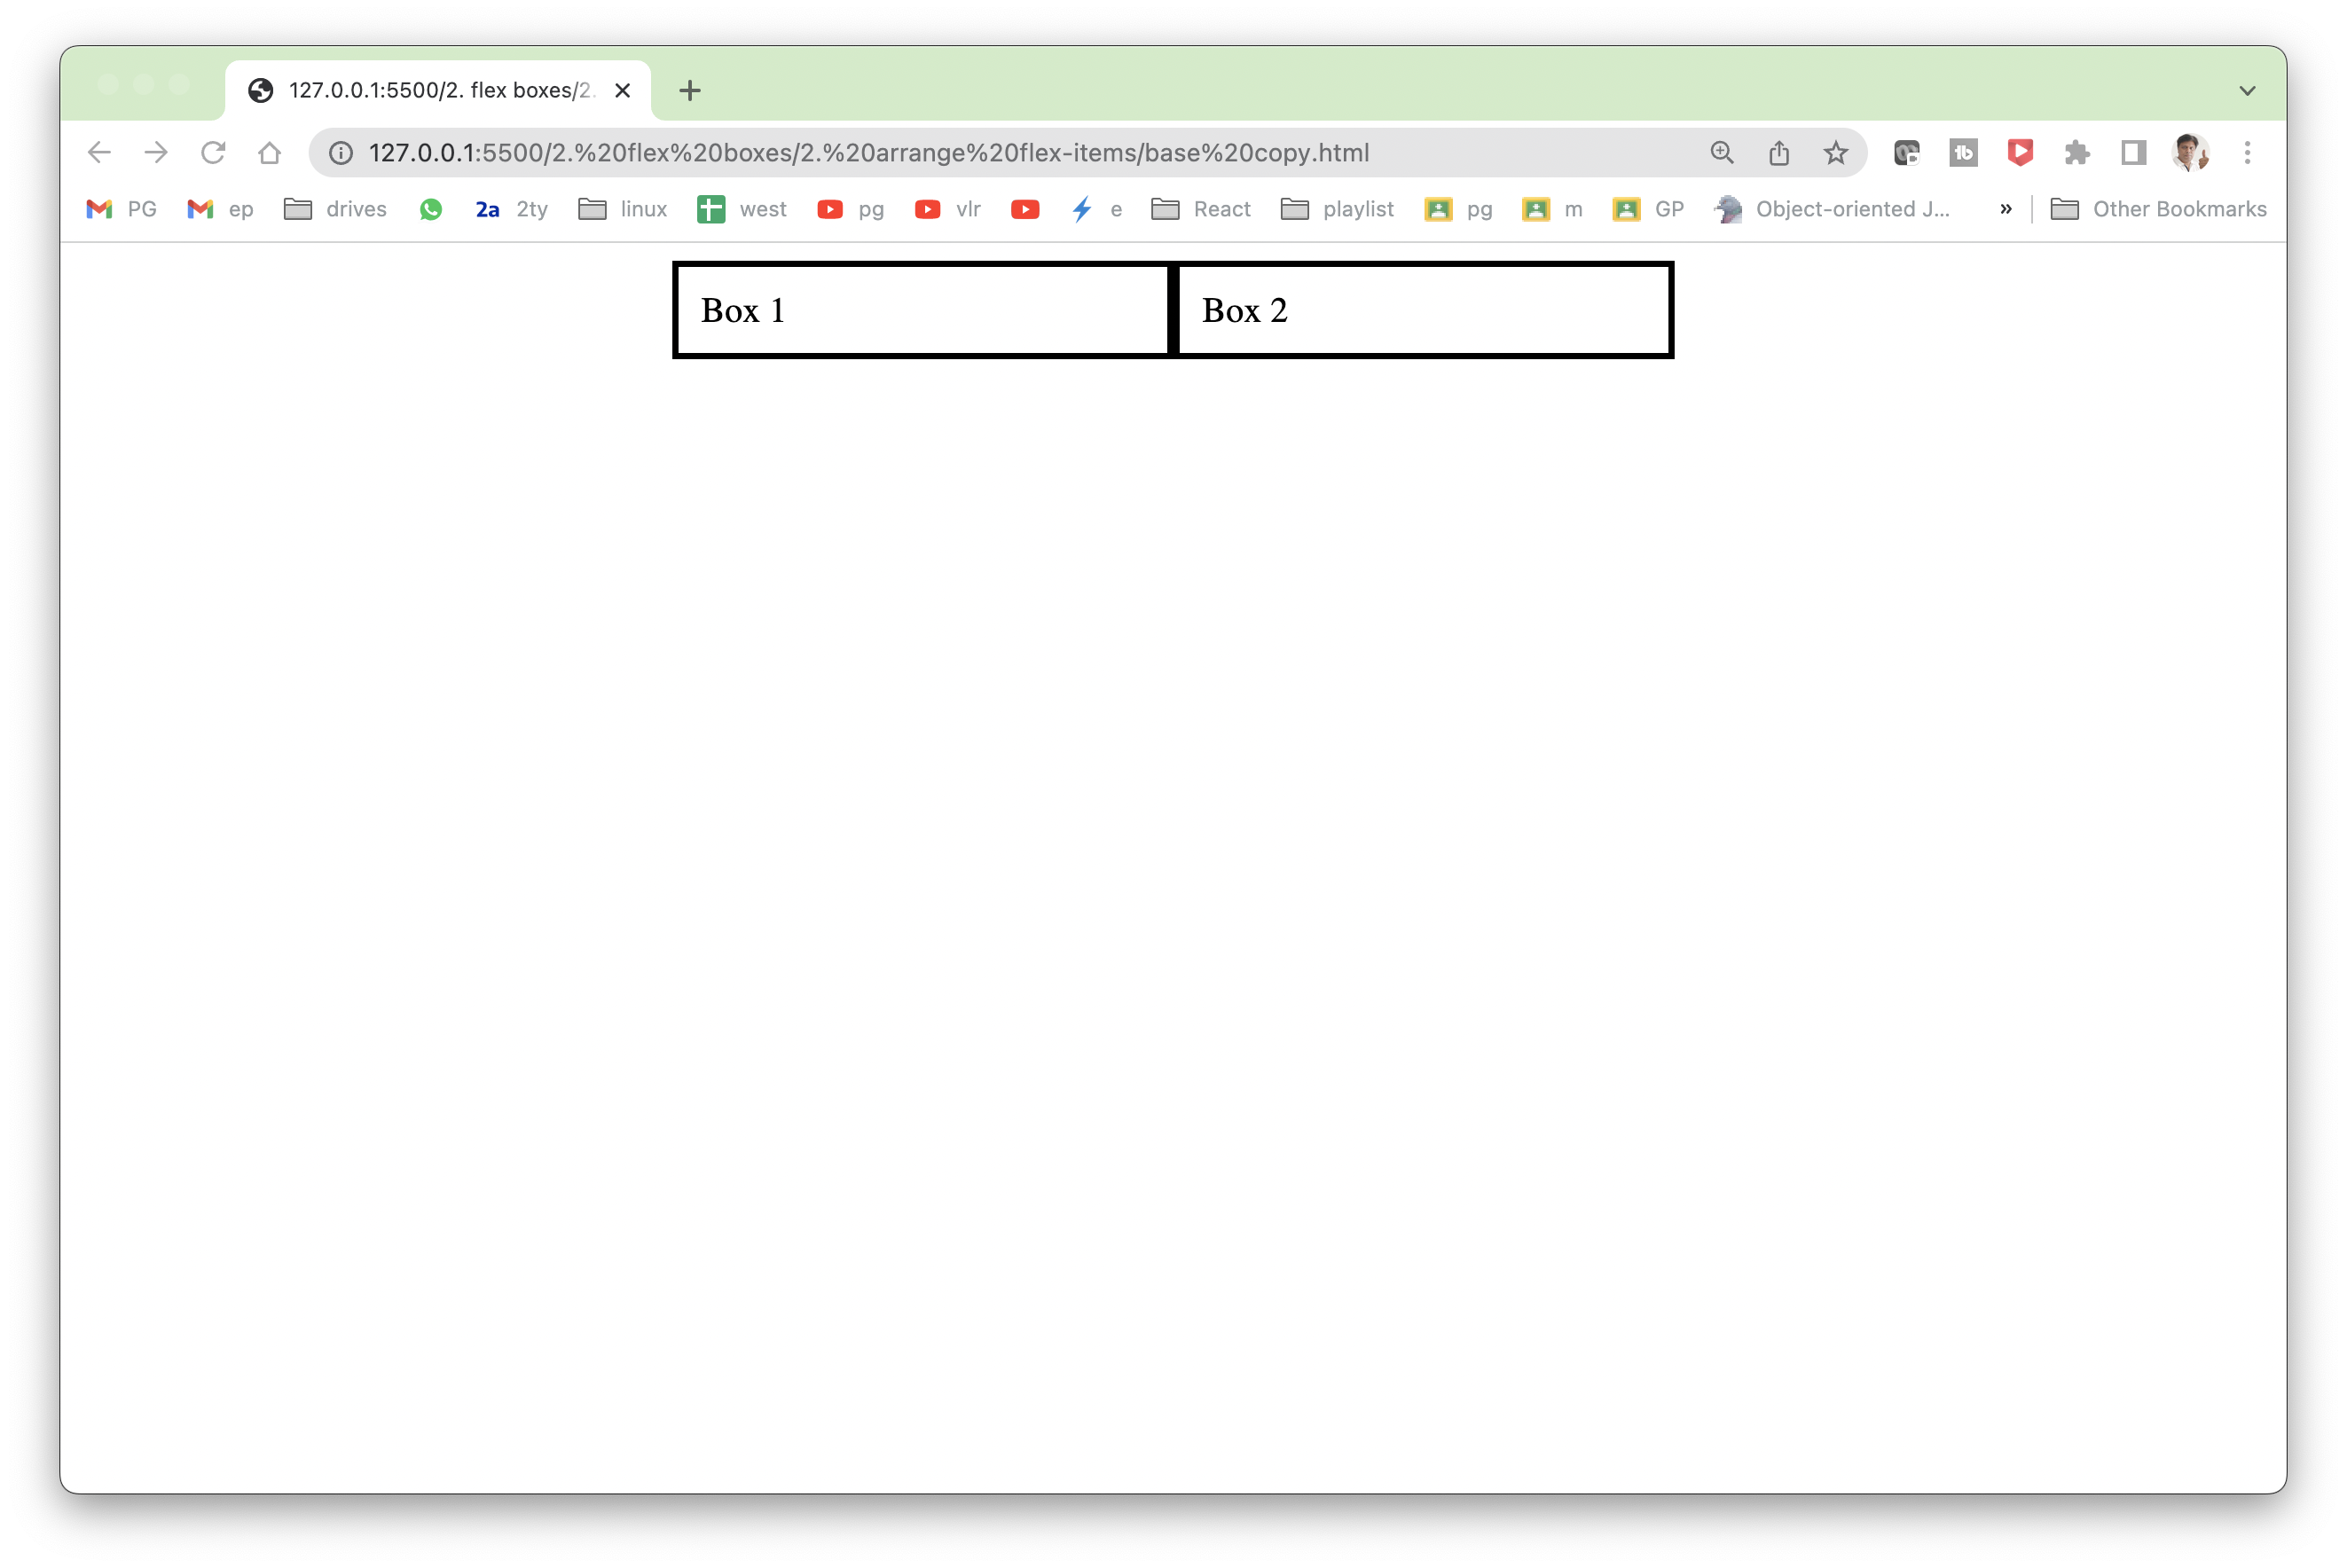 127.0.0.1:5500/2. flex boxes/2.
127.0.0.1:5500/2.%20flex%20boxes/2.%20arrange%20flex-items/base%20copy.html
PG ep drives 2a 2ty linux west pg vlr e React playlist pg m GP Object-oriented J... » Other Bookmarks
Box 1 Box 2